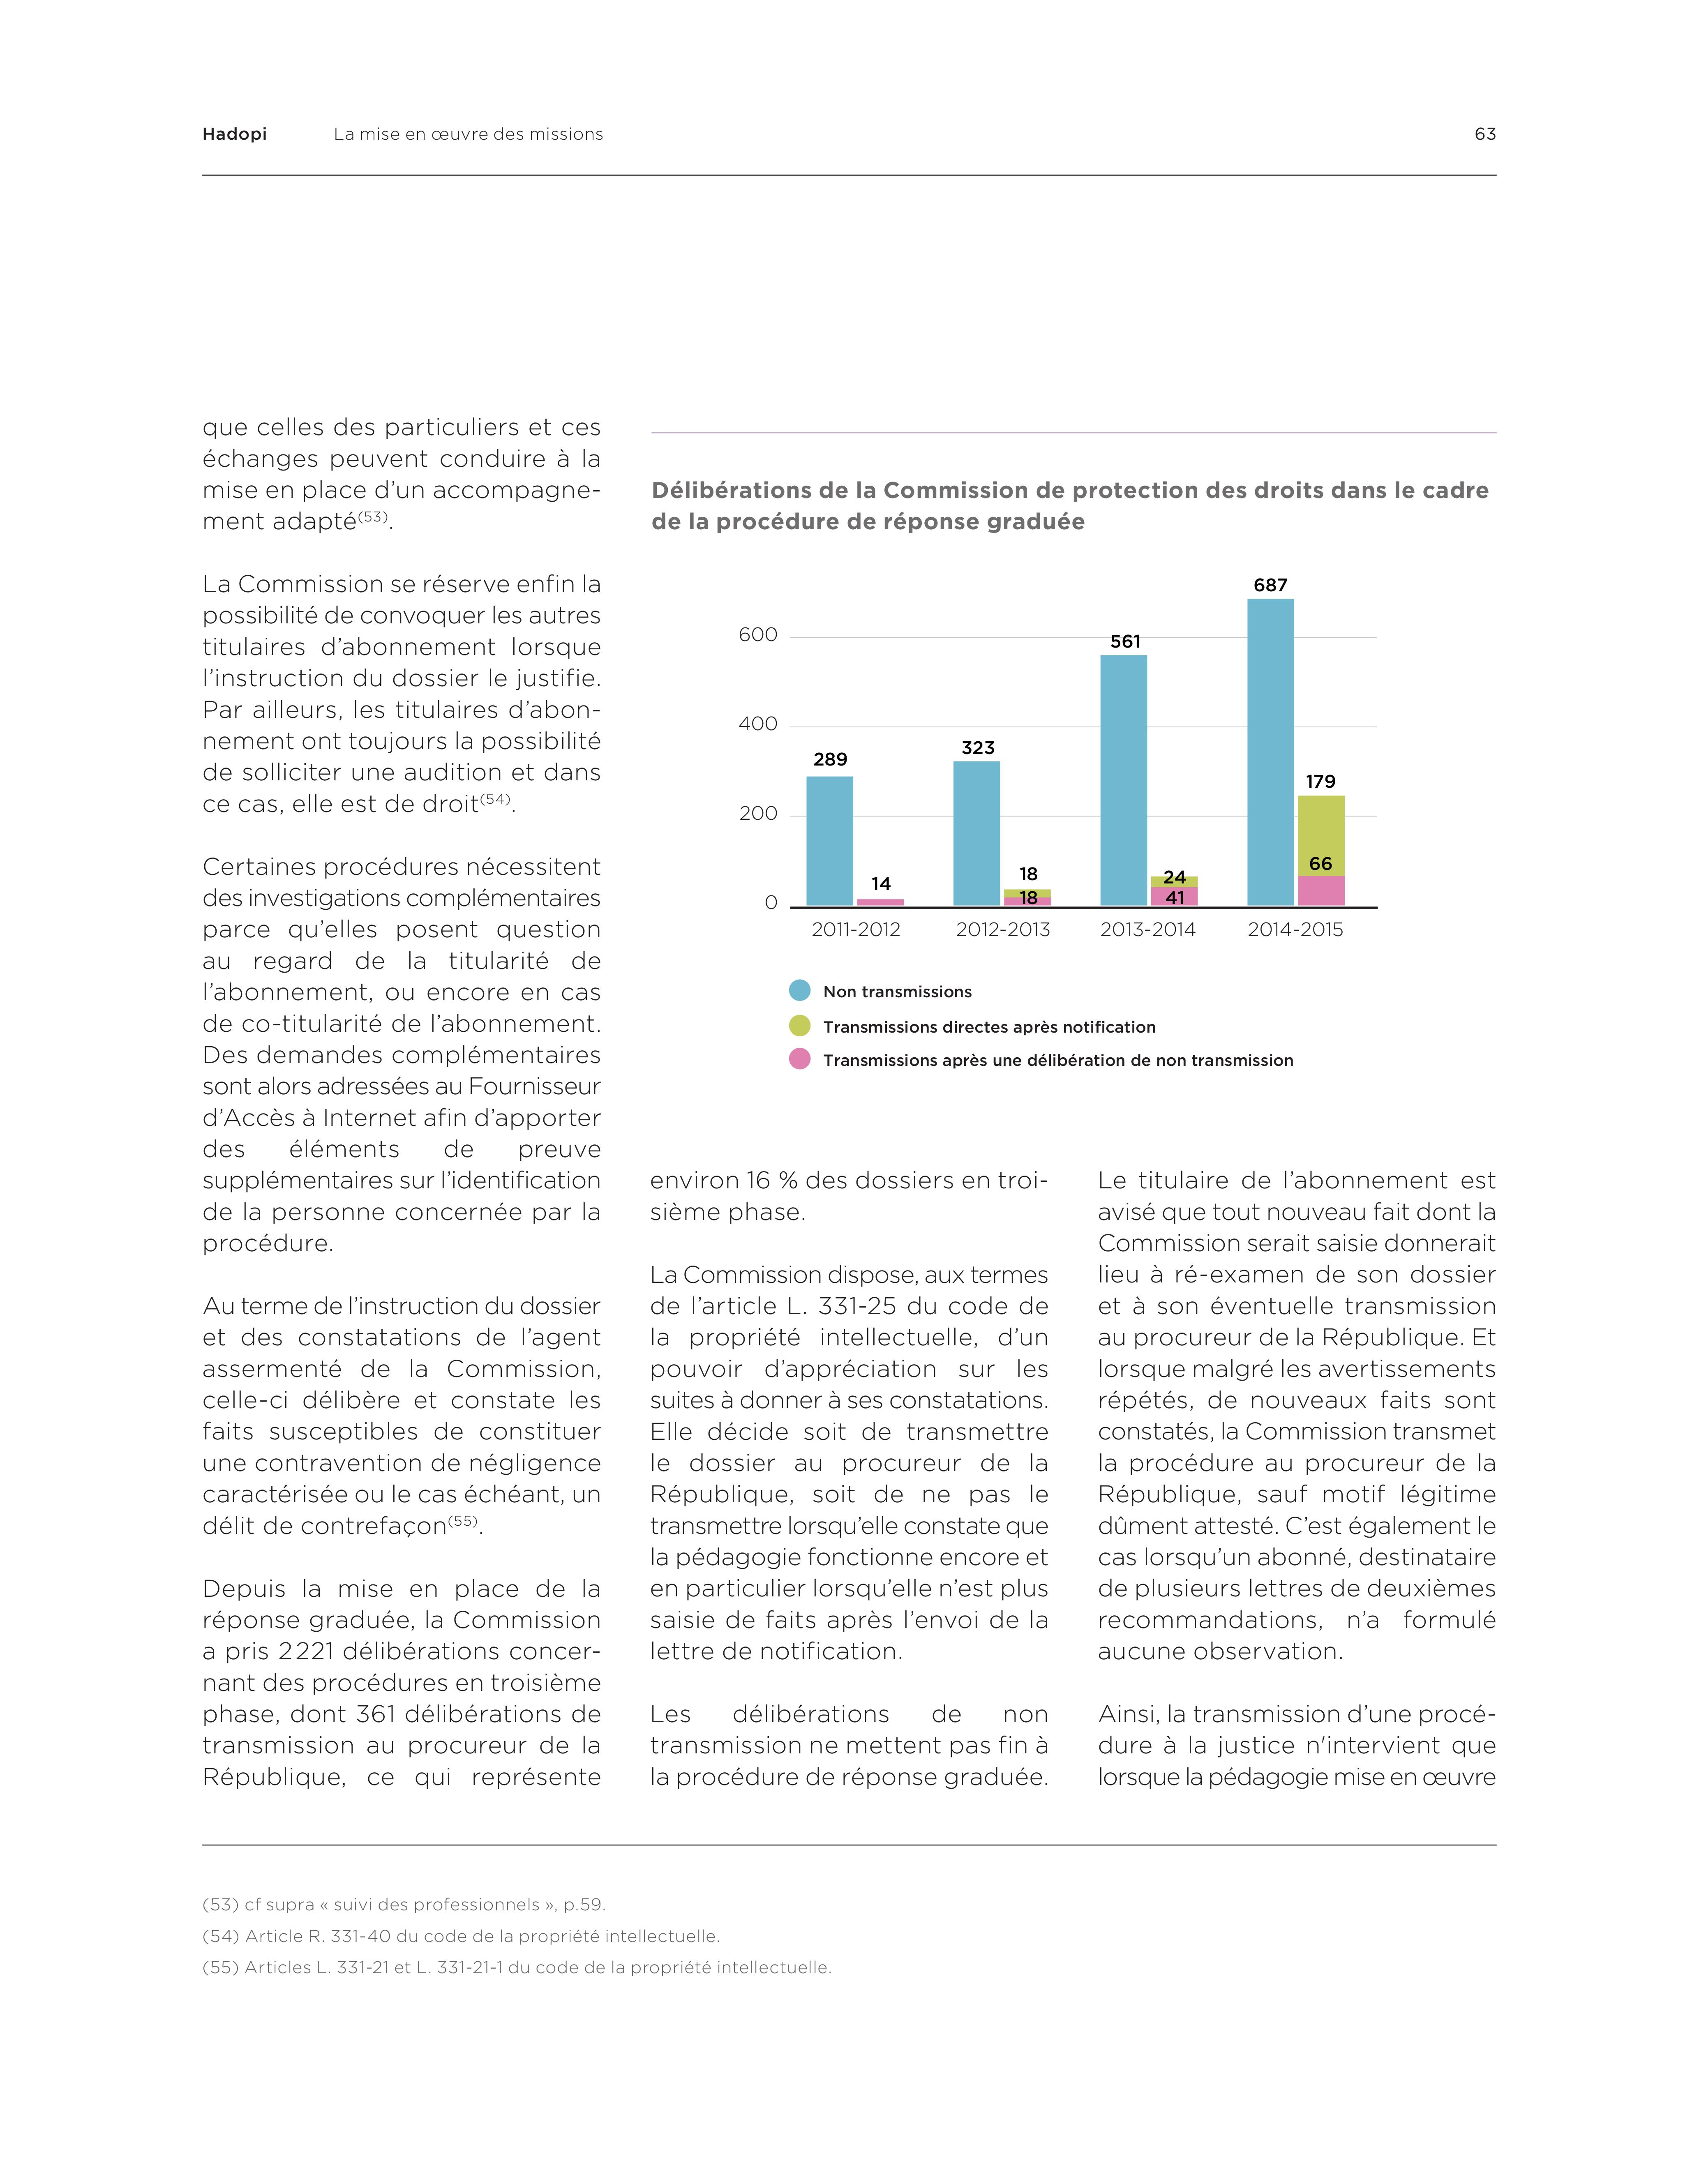 Hadopi La mise en œuvre des missions 63
que celles des particuliers et ces
échanges peuvent conduire à la
mise en place d’un accompagne-
ment adapté(53).
La Commission se réserve enfin la
possibilité de convoquer les autres
titulaires d’abonnement lorsque
l’instruction du dossier le justifie.
Par ailleurs, les titulaires d’abon-
nement ont toujours la possibilité
de solliciter une audition et dans
ce cas, elle est de droit(54).
Certaines procédures nécessitent
des investigations complémentaires
parce qu’elles posent question
au regard de la titularité de
l’abonnement, ou encore en cas
de co-titularité de l’abonnement.
Des demandes complémentaires
sont alors adressées au Fournisseur
d’Accès à Internet afin d’apporter
des éléments de preuve
supplémentaires sur l’identification
de la personne concernée par la
procédure.
Au terme de l’instruction du dossier
et des constatations de l’agent
assermenté de la Commission,
celle-ci délibère et constate les
faits susceptibles de constituer
une contravention de négligence
caractérisée ou le cas échéant, un
délit de contrefaçon(55).
Depuis la mise en place de la
réponse graduée, la Commission
a pris 2 221 délibérations concer-
nant des procédures en troisième
phase, dont 361 délibérations de
transmission au procureur de la
République, ce qui représente
Délibérations de la Commission de protection des droits dans le cadre
de la procédure de réponse graduée
687
600
561
400
323
289
179
200
66
14
18
18
24
41
0
2011-2012 2012-2013 2013-2014 2014-2015
Non transmissions
Transmissions directes après notification
Transmissions après une délibération de non transmission
environ 16 % des dossiers en troi-
sième phase.
La Commission dispose, aux termes
de l’article L. 331-25 du code de
la propriété intellectuelle, d’un
pouvoir d’appréciation sur les
suites à donner à ses constatations.
Elle décide soit de transmettre
le dossier au procureur de la
République, soit de ne pas le
transmettre lorsqu’elle constate que
la pédagogie fonctionne encore et
en particulier lorsqu’elle n’est plus
saisie de faits après l’envoi de la
lettre de notification.
Les délibérations de non
transmission ne mettent pas fin à
la procédure de réponse graduée.
Le titulaire de l’abonnement est
avisé que tout nouveau fait dont la
Commission serait saisie donnerait
lieu à ré-examen de son dossier
et à son éventuelle transmission
au procureur de la République. Et
lorsque malgré les avertissements
répétés, de nouveaux faits sont
constatés, la Commission transmet
la procédure au procureur de la
République, sauf motif légitime
dûment attesté. C’est également le
cas lorsqu’un abonné, destinataire
de plusieurs lettres de deuxièmes
recommandations, n’a formulé
aucune observation.
Ainsi, la transmission d’une procé-
dure à la justice n'intervient que
lorsque la pédagogie mise en œuvre
(53) cf supra « suivi des professionnels », p.59.
(54) Article R. 331-40 du code de la propriété intellectuelle.
(55) Articles L. 331-21 et L. 331-21-1 du code de la propriété intellectuelle.